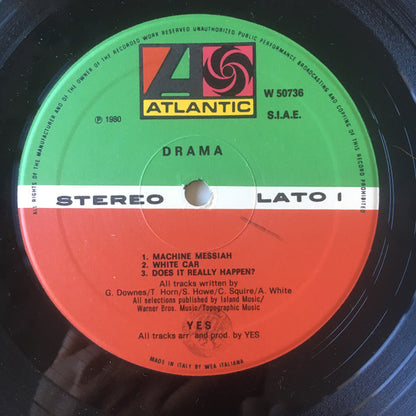 ALL RIGHTS OF THE MANUFACTURER AND OF THE OWNER OF THE RECORDED WORK RESERVED UNAUTHORIZED PUBLIC PERFORMANCE BROADCASTING AND COPYING OF THIS RECORD PROHIBITED
ATLANTIC
W 50736
℗ 1980
S.I.A.E.
DRAMA
STEREO LATO 1
1. MACHINE MESSIAH
2. WHITE CAR
3. DOES IT REALLY HAPPEN?
All tracks written by
G. Downes/T. Horn/S. Howe/C. Squire/A. White
All selections published by Island Music/
Warner Bros. Music/Topographic Music
YES
All tracks arr and prod. by YES
MADE IN ITALY BY WEA ITALIANA